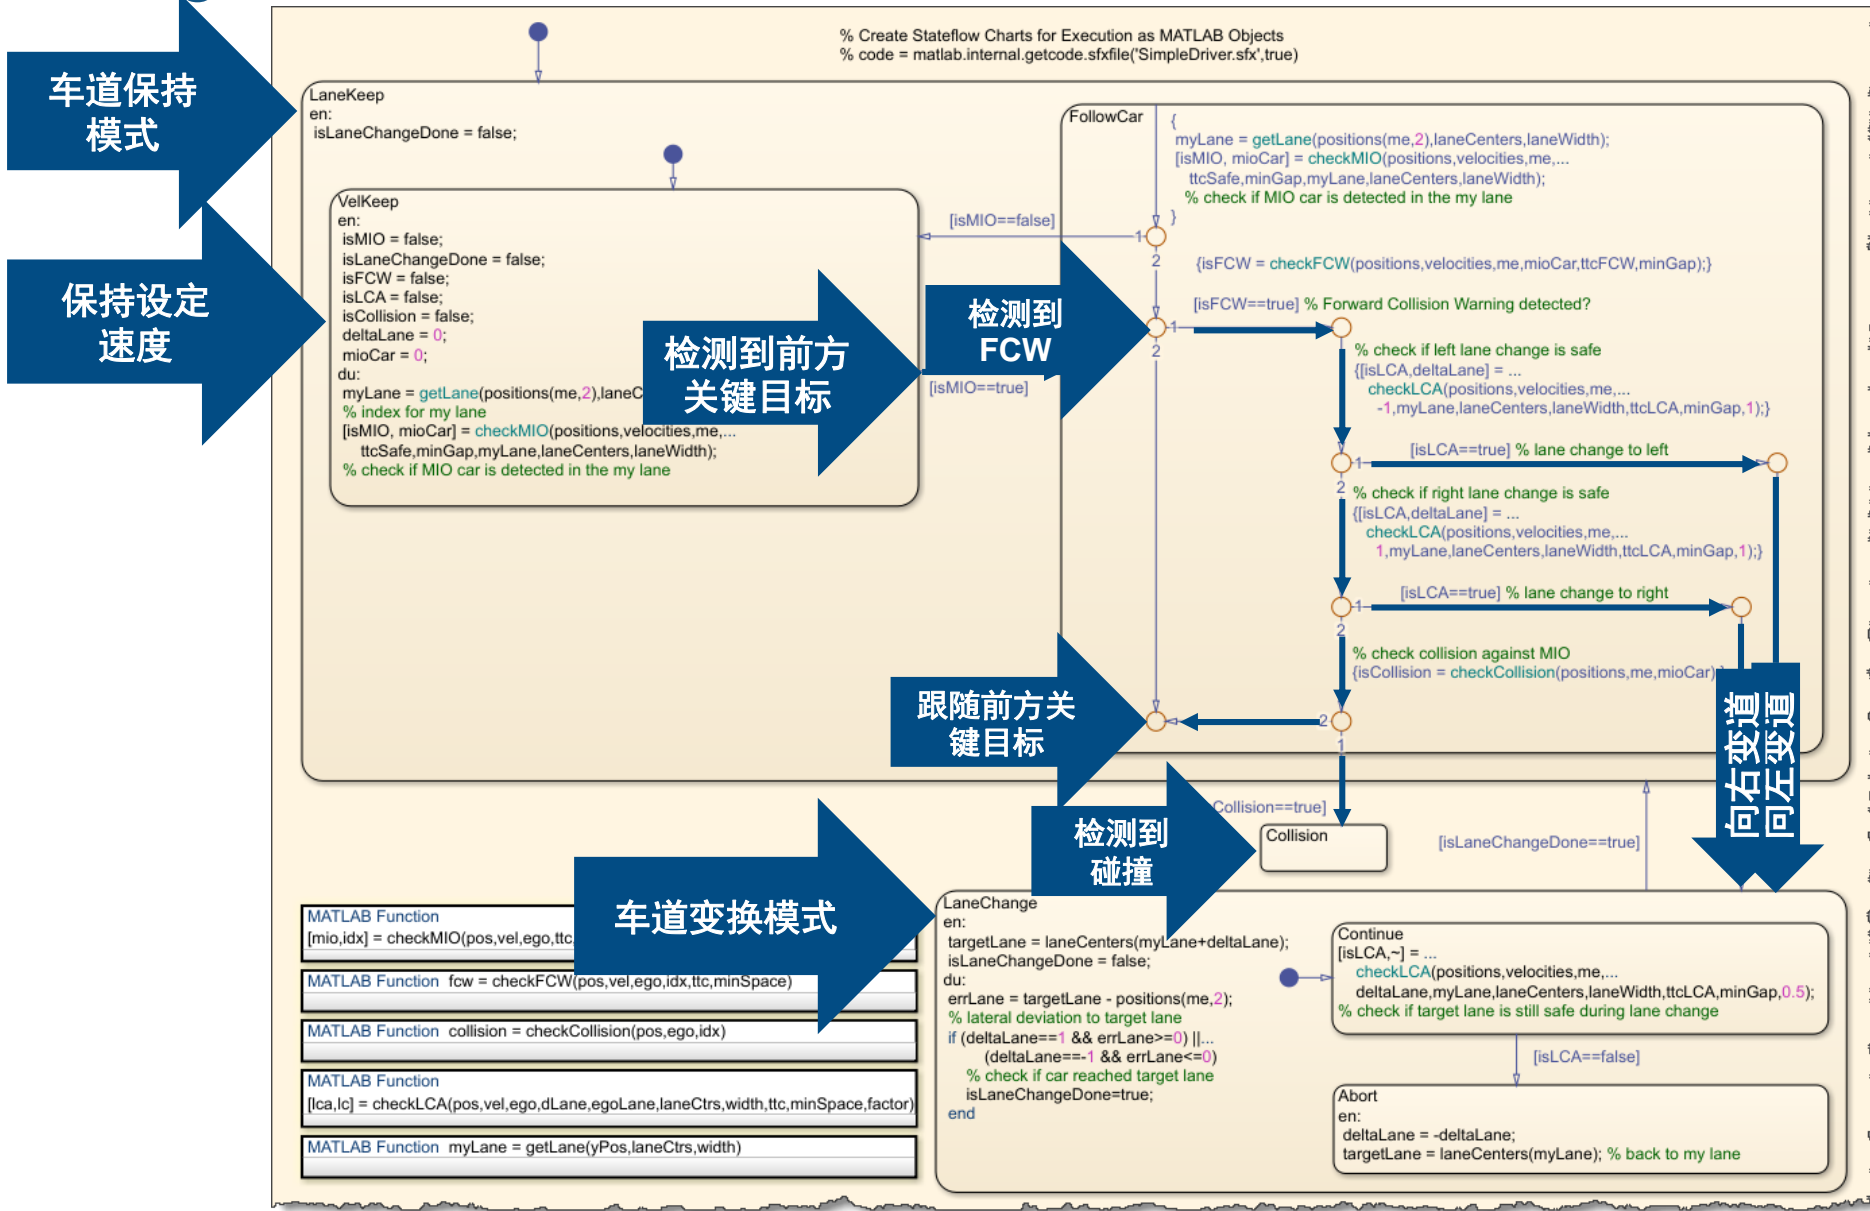 % Create Stateflow Charts for Execution as MATLAB Objects
% code = matlab.internal.getcode.sfxfile('SimpleDriver.sfx',true)
车道保持
模式
LaneKeep
en:
isLaneChangeDone = false;
保持设定
速度
VelKeep
en:
isMIO = false;
isLaneChangeDone = false;
isFCW = false;
isLCA = false;
isCollision = false;
deltaLane = 0;
mioCar = 0;
du:
myLane = getLane(positions(me,2),laneC
% index for my lane
[isMIO, mioCar] = checkMIO(positions,velocities,me,...
ttcSafe,minGap,myLane,laneCenters,laneWidth);
% check if MIO car is detected in the my lane
检测到前方
关键目标
[isMIO==false]
检测到
FCW
[isMIO==true]
FollowCar
{
myLane = getLane(positions(me,2),laneCenters,laneWidth);
[isMIO, mioCar] = checkMIO(positions,velocities,me,...
ttcSafe,minGap,myLane,laneCenters,laneWidth);
% check if MIO car is detected in the my lane
}
1
2
{isFCW = checkFCW(positions,velocities,me,mioCar,ttcFCW,minGap);}
[isFCW==true] % Forward Collision Warning detected?
1
2
% check if left lane change is safe
{[isLCA,deltaLane] = ...
checkLCA(positions,velocities,me,...
-1,myLane,laneCenters,laneWidth,ttcLCA,minGap,1);}
[isLCA==true] % lane change to left
1
2
% check if right lane change is safe
{[isLCA,deltaLane] = ...
checkLCA(positions,velocities,me,...
1,myLane,laneCenters,laneWidth,ttcLCA,minGap,1);}
[isLCA==true] % lane change to right
1
2
% check collision against MIO
{isCollision = checkCollision(positions,me,mioCar)
跟随前方关
键目标
2
1
向右变道
向左变道
Collision==true]
检测到
碰撞
Collision
[isLaneChangeDone==true]
车道变换模式
MATLAB Function
[mio,idx] = checkMIO(pos,vel,ego,ttc,
MATLAB Function fcw = checkFCW(pos,vel,ego,idx,ttc,minSpace)
MATLAB Function collision = checkCollision(pos,ego,idx)
MATLAB Function
[lca,lc] = checkLCA(pos,vel,ego,dLane,egoLane,laneCtrs,width,ttc,minSpace,factor)
MATLAB Function myLane = getLane(yPos,laneCtrs,width)
LaneChange
en:
targetLane = laneCenters(myLane+deltaLane);
isLaneChangeDone = false;
du:
errLane = targetLane - positions(me,2);
% lateral deviation to target lane
if (deltaLane==1 && errLane>=0) ||...
(deltaLane==-1 && errLane<=0)
% check if car reached target lane
isLaneChangeDone=true;
end
Continue
[isLCA,~] = ...
checkLCA(positions,velocities,me,...
deltaLane,myLane,laneCenters,laneWidth,ttcLCA,minGap,0.5);
% check if target lane is still safe during lane change
[isLCA==false]
Abort
en:
deltaLane = -deltaLane;
targetLane = laneCenters(myLane); % back to my lane